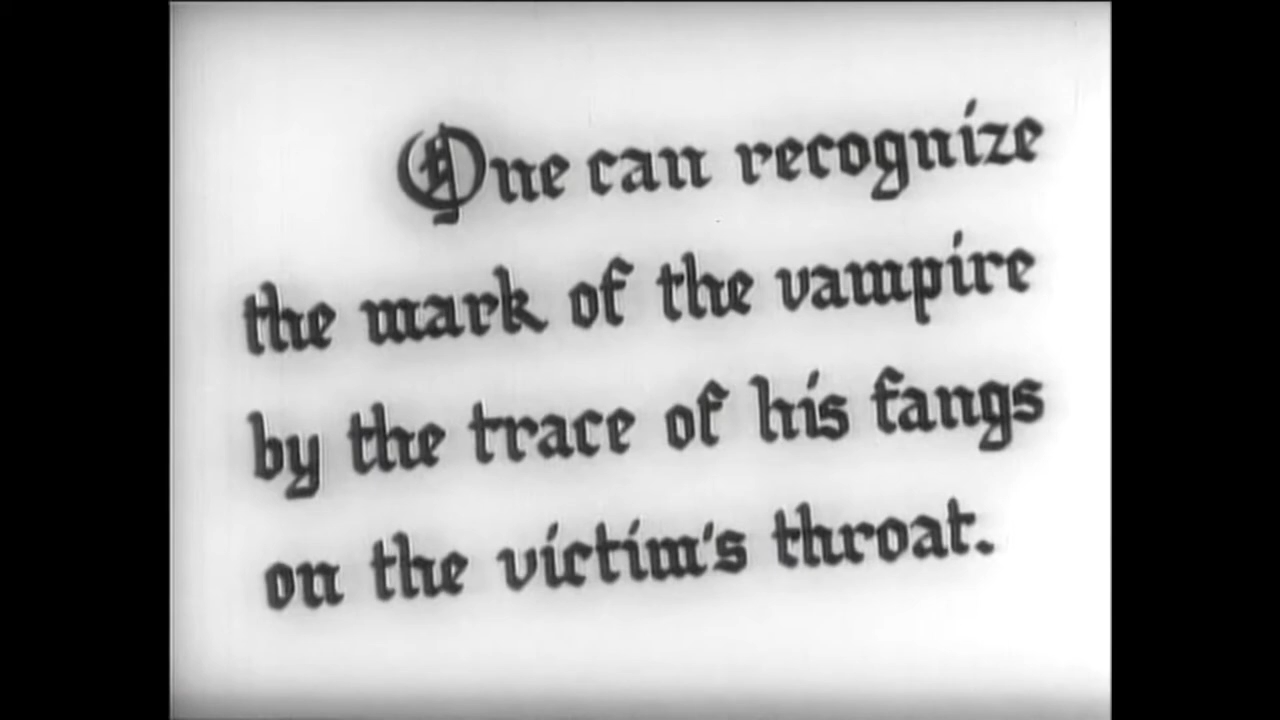 One can recognize
the mark of the vampire
by the trace of his fangs
on the victim's throat.